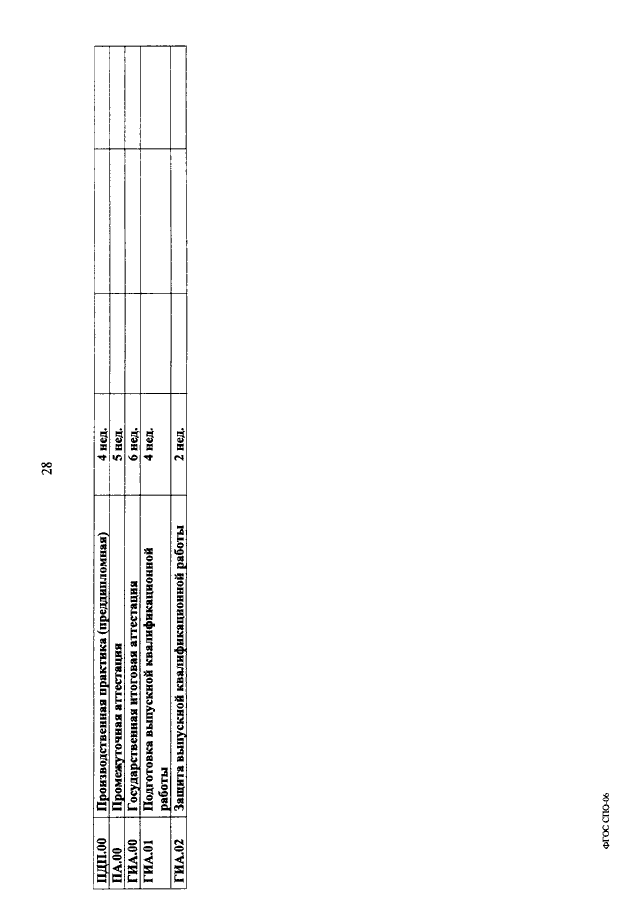 28
ПДП.00 Производственная практика (преддипломная) 4 нед.
ПА.00 Промежуточная аттестация 5 нед.
ГИА.00 Государственная итоговая аттестация 6 нед.
ГИА.01 Подготовка выпускной квалификационной 4 нед.
работы
ГИА.02 Защита выпускной квалификационной работы 2 нед.
ФГОС СПО-06